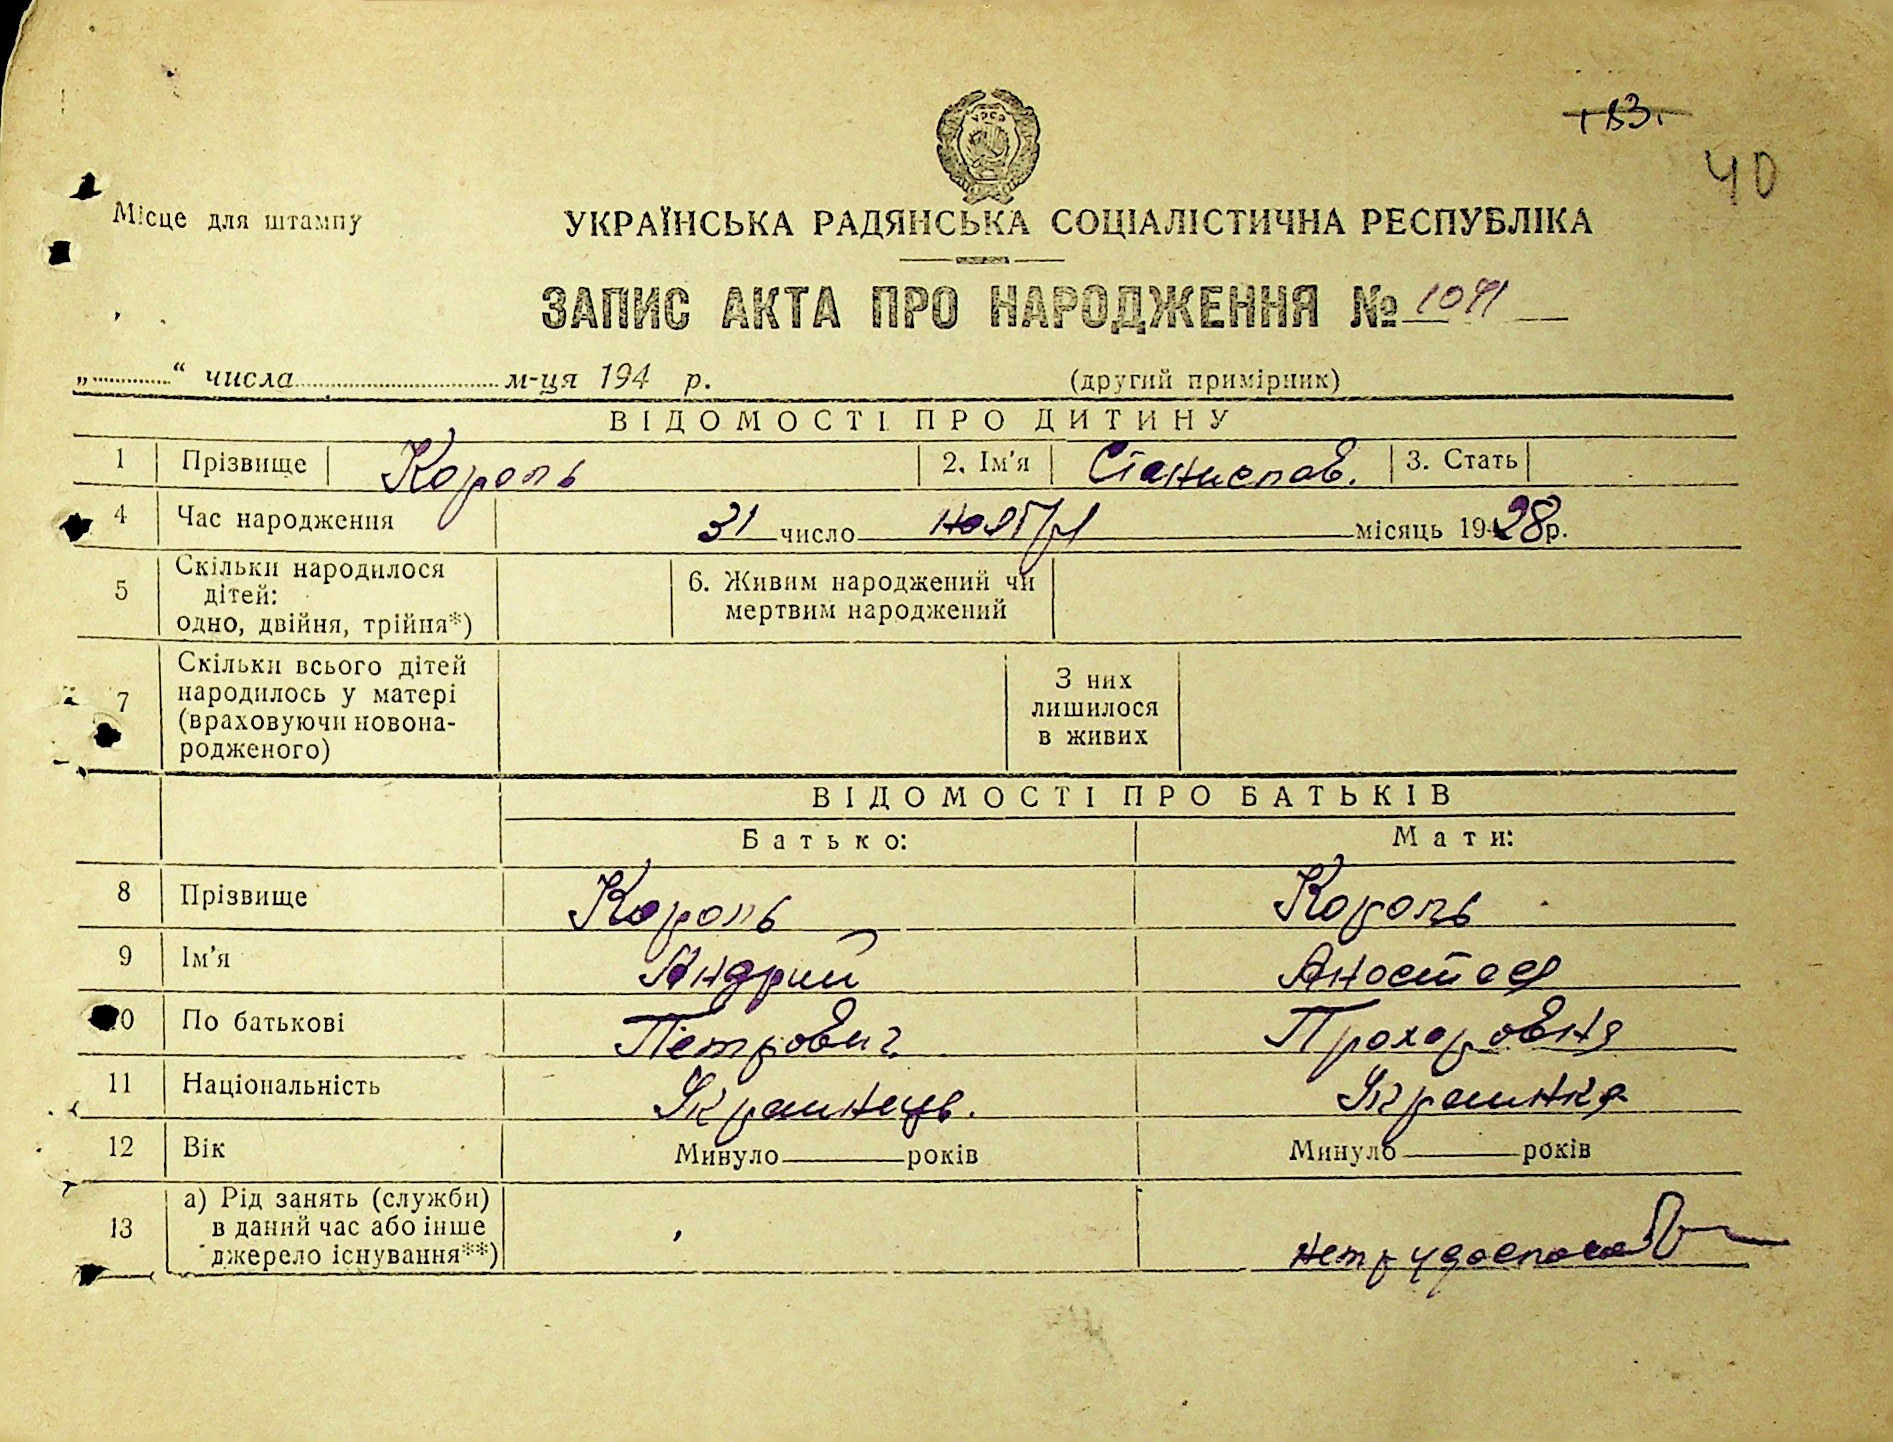 УРСР
183.
40
Місце для штампу
УКРАЇНСЬКА РАДЯНСЬКА СОЦІАЛІСТИЧНА РЕСПУБЛІКА
ЗАПИС АКТА ПРО НАРОДЖЕННЯ №
„ “ числа м-ця 194 р. (другий примірник)
ВІДОМОСТІ ПРО ДИТИНУ
1 Прізвище Король 2. Ім'я Станислав. 3. Стать
4 Час народження 31 число ноября місяць 1928р.
5 Скільки народилося дітей: одно, двійня, трійня*) 6. Живим народжений чи мертвим народжений
7 Скільки всього дітей народилось у матері (враховуючи новонародженого) З них лишилося в живих
ВІДОМОСТІ ПРО БАТЬКІВ
Батько: Мати:
8 Прізвище Король Король
9 Ім'я Андрий Анастас
10 По батькові Петрович Прохоровна
11 Національність Украинець. Украинка
12 Вік Минуло років Минуло років
13 а) Рід занять (служби) в даний час або інше джерело існування**)